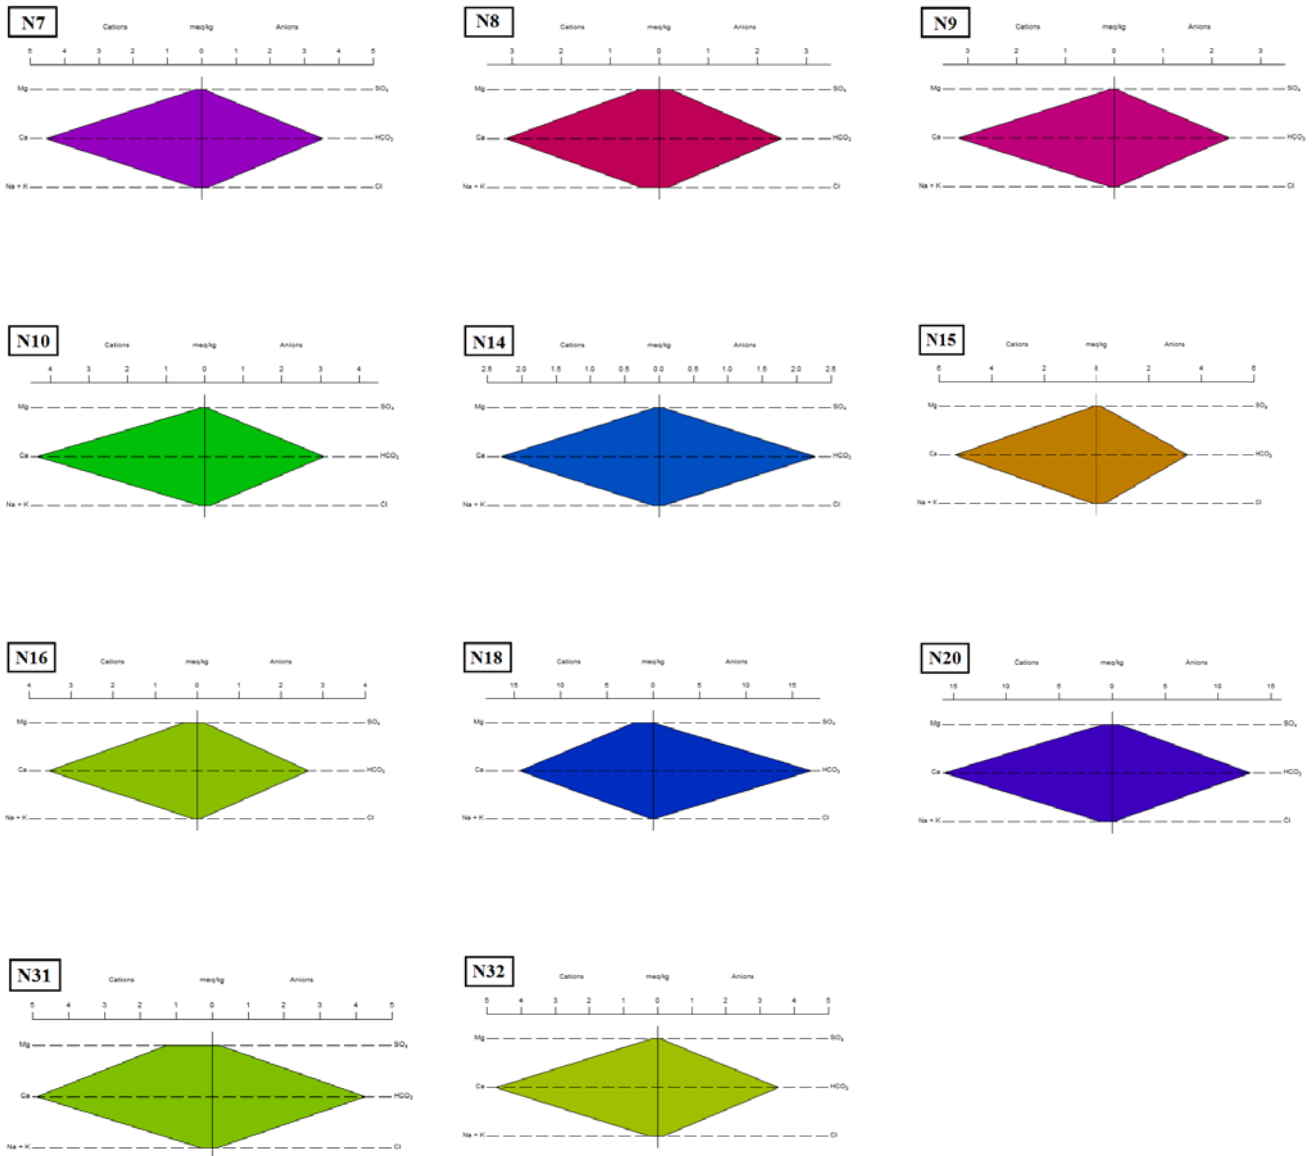 N7
Cations meq/kg Anions
5 4 3 2 1 0 1 2 3 4 5
Mg SO₄
Ca HCO₃
Na + K Cl
N8
Cations meq/kg Anions
3 2 1 0 1 2 3
Mg SO₄
Ca HCO₃
Na + K Cl
N9
Cations meq/kg Anions
3 2 1 0 1 2 3
Mg SO₄
Ca HCO₃
Na + K Cl
N10
Cations meq/kg Anions
4 3 2 1 0 1 2 3 4
Mg SO₄
Ca HCO₃
Na + K Cl
N14
Cations meq/kg Anions
2.5 2.0 1.5 1.0 0.5 0.0 0.5 1.0 1.5 2.0 2.5
Mg SO₄
Ca HCO₃
Na + K Cl
N15
Cations meq/kg Anions
6 4 2 0 2 4 6
Mg SO₄
Ca HCO₃
Na + K Cl
N16
Cations meq/kg Anions
4 3 2 1 0 1 2 3 4
Mg SO₄
Ca HCO₃
Na + K Cl
N18
Cations meq/kg Anions
15 10 5 0 5 10 15
Mg SO₄
Ca HCO₃
Na + K Cl
N20
Cations meq/kg Anions
15 10 5 0 5 10 15
Mg SO₄
Ca HCO₃
Na + K Cl
N31
Cations meq/kg Anions
5 4 3 2 1 0 1 2 3 4 5
Mg SO₄
Ca HCO₃
Na + K Cl
N32
Cations meq/kg Anions
5 4 3 2 1 0 1 2 3 4 5
Mg SO₄
Ca HCO₃
Na + K Cl